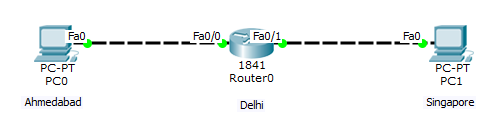 Fa0 Fa0/0 Fa0/1 Fa0
PC-PT 1841 PC-PT
PC0 Router0 PC1
Ahmedabad Delhi Singapore